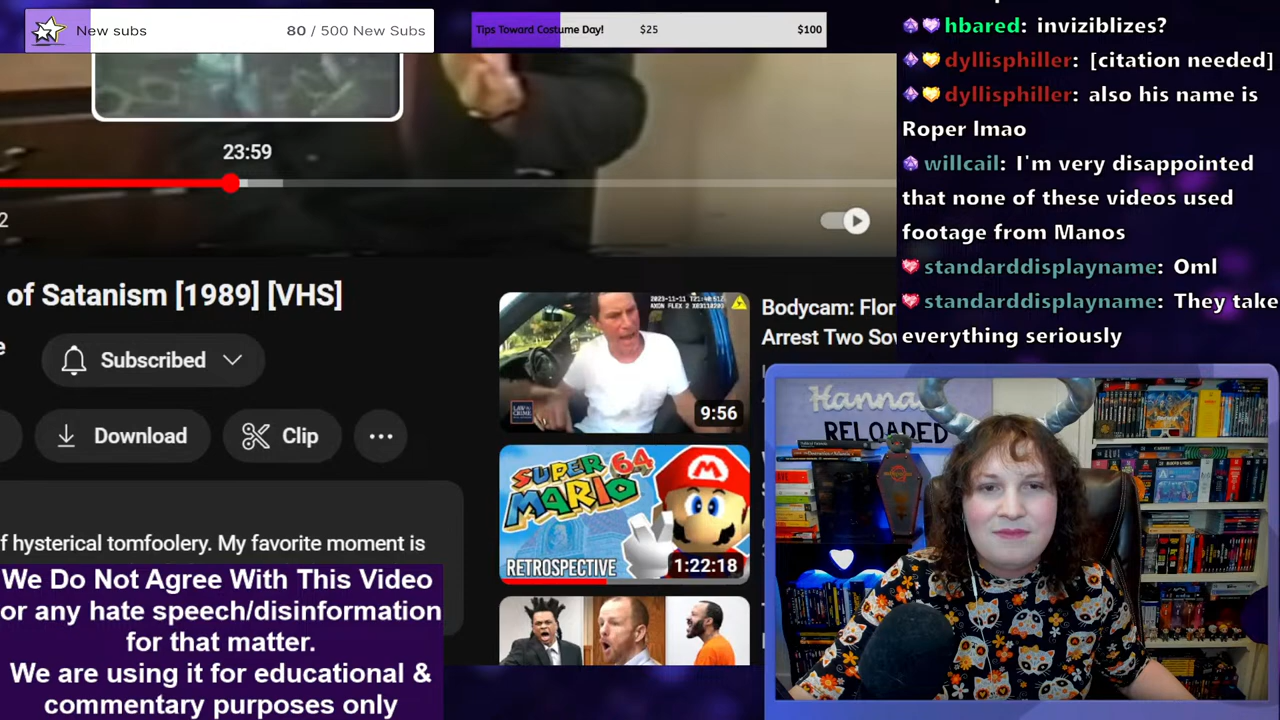 New subs
80 / 500 New Subs
Tips Toward Costume Day!
$25
$100
hbared: inviziblizes?
dyllisphiller: [citation needed]
dyllisphiller: also his name is
Roper lmao
willcail: I'm very disappointed
that none of these videos used
footage from Manos
standarddisplayname: Oml
standarddisplayname: They take
everything seriously
23:59
2
of Satanism [1989] [VHS]
e
Subscribed
Download
Clip
f hysterical tomfoolery. My favorite moment is
We Do Not Agree With This Video
or any hate speech/disinformation
for that matter.
We are using it for educational &
commentary purposes only
LAW&CRIME
9:56
Bodycam: Flor
Arrest Two Sov
SUPER
MARIO
64
RETROSPECTIVE
1:22:18
Hanna
RELOADED